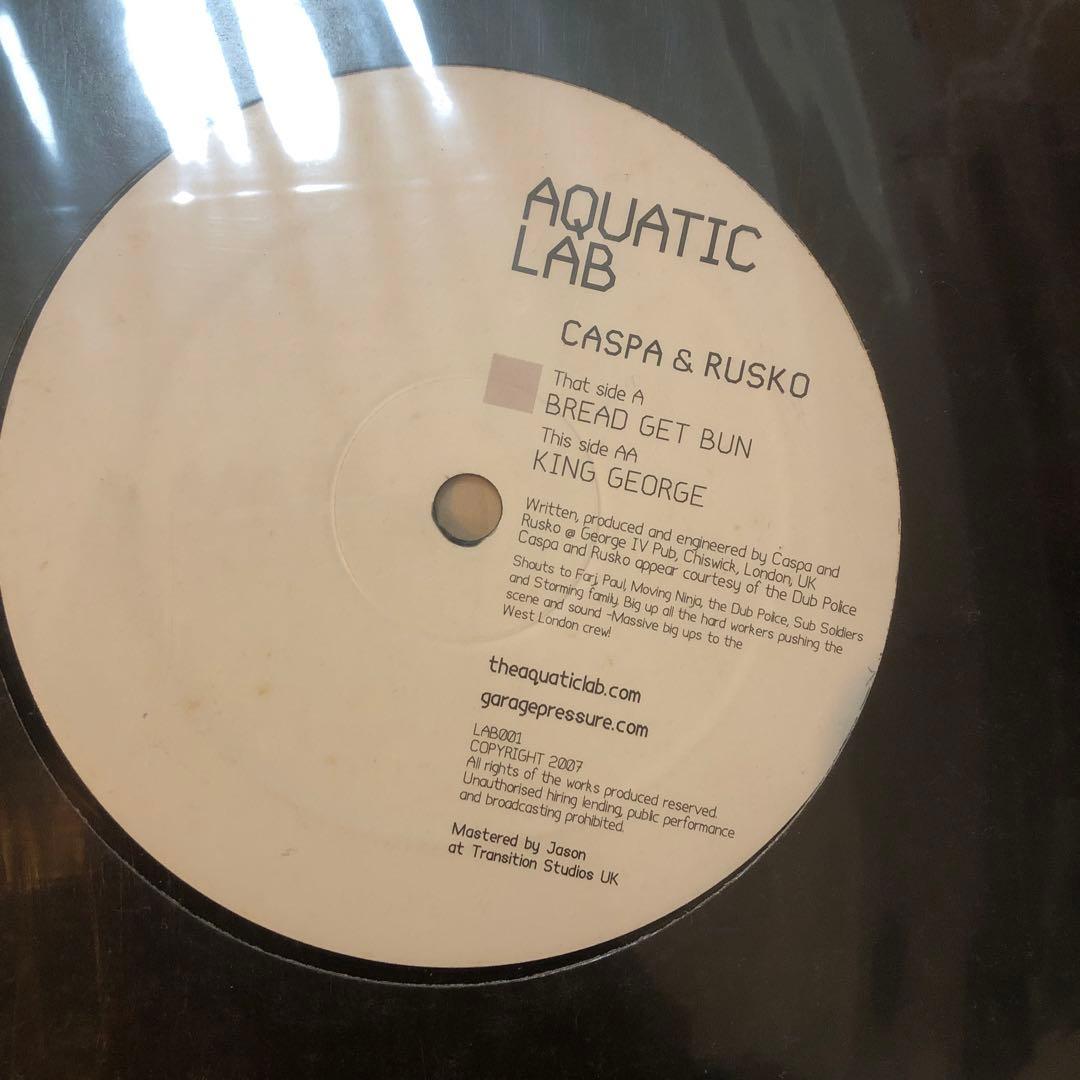 AQUATIC
LAB
CASPA & RUSKO
That side A
BREAD GET BUN
This side AA
KING GEORGE
Written, produced and engineered by Caspa and
Rusko @ George IV Pub, Chiswick, London, UK
Caspa and Rusko appear courtesy of the Dub Police
Shouts to Farj, Paul, Moving Ninja, the Dub Police, Sub Soldiers
and Storming family. Big up all the hard workers pushing the
scene and sound -Massive big ups to the
West London crew!
theaquaticlab.com
garagepressure.com
LAB001
COPYRIGHT 2007
All rights of the works produced reserved.
Unauthorised hiring lending, public performance
and broadcasting prohibited.
Mastered by Jason
at Transition Studios UK